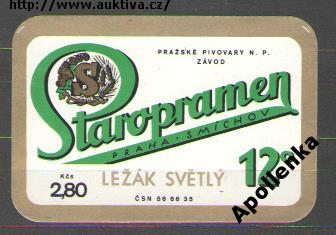 http://www.auktiva.cz/
PRAŽSKÉ PIVOVARY N. P.
ZÁVOD
S
Staropramen
PRAHA - SMÍCHOV
12°
Kčs
2,80
LEŽÁK SVĚTLÝ
ČSN 56 66 35
Apollenka